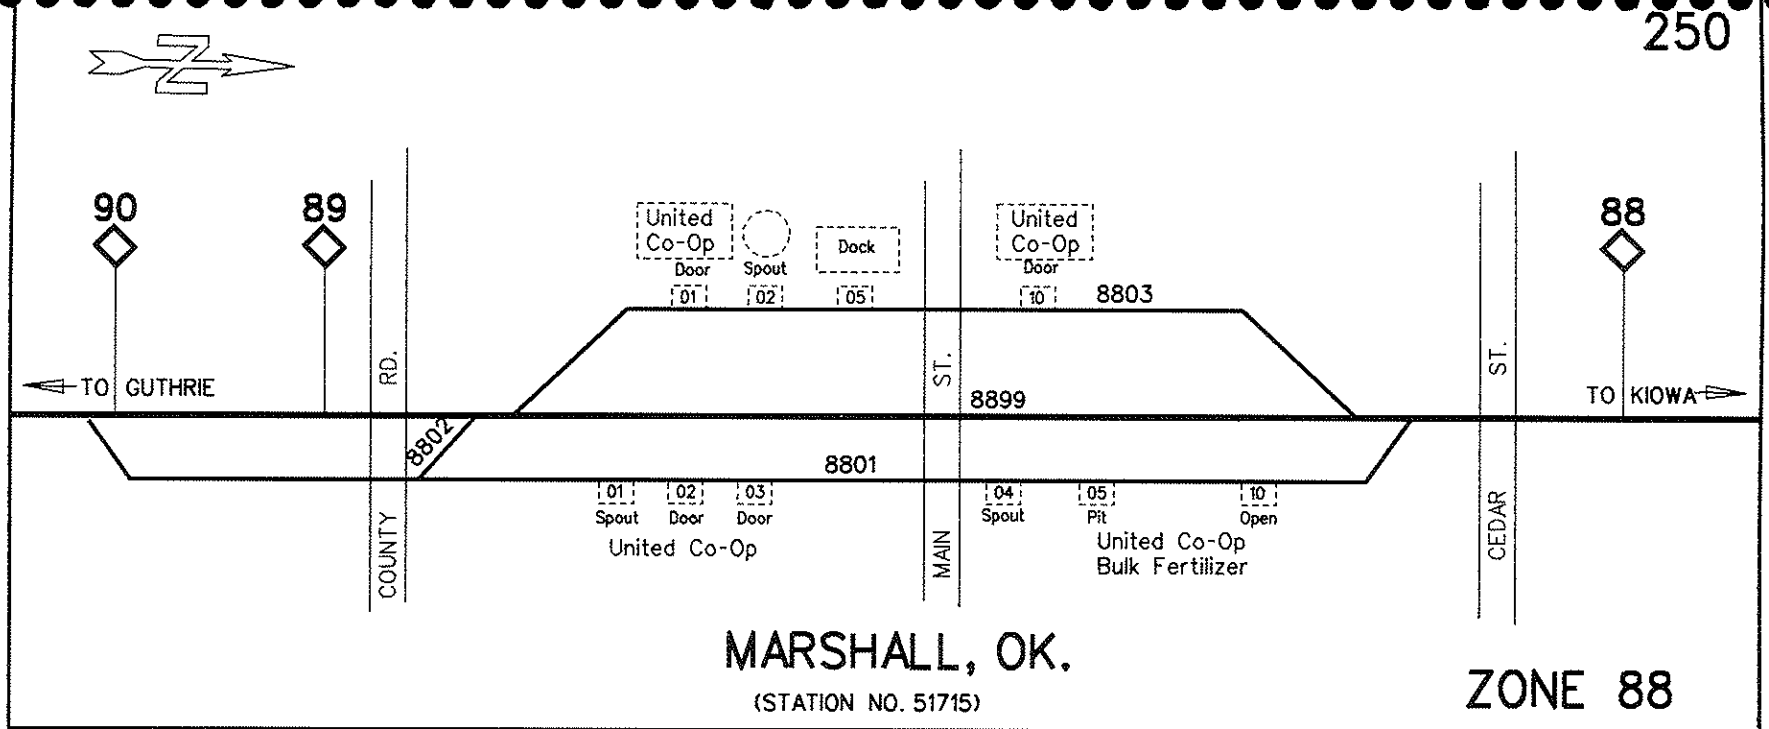 250
N
90
89
88
United
Co-Op
Door
01
Spout
02
Dock
05
United
Co-Op
Door
10
8803
TO GUTHRIE
COUNTY RD.
MAIN ST.
CEDAR ST.
8899
TO KIOWA
8802
8801
01
Spout
02
Door
03
Door
United Co-Op
04
Spout
05
Pit
10
Open
United Co-Op
Bulk Fertilizer
MARSHALL, OK.
(STATION NO. 51715)
ZONE 88